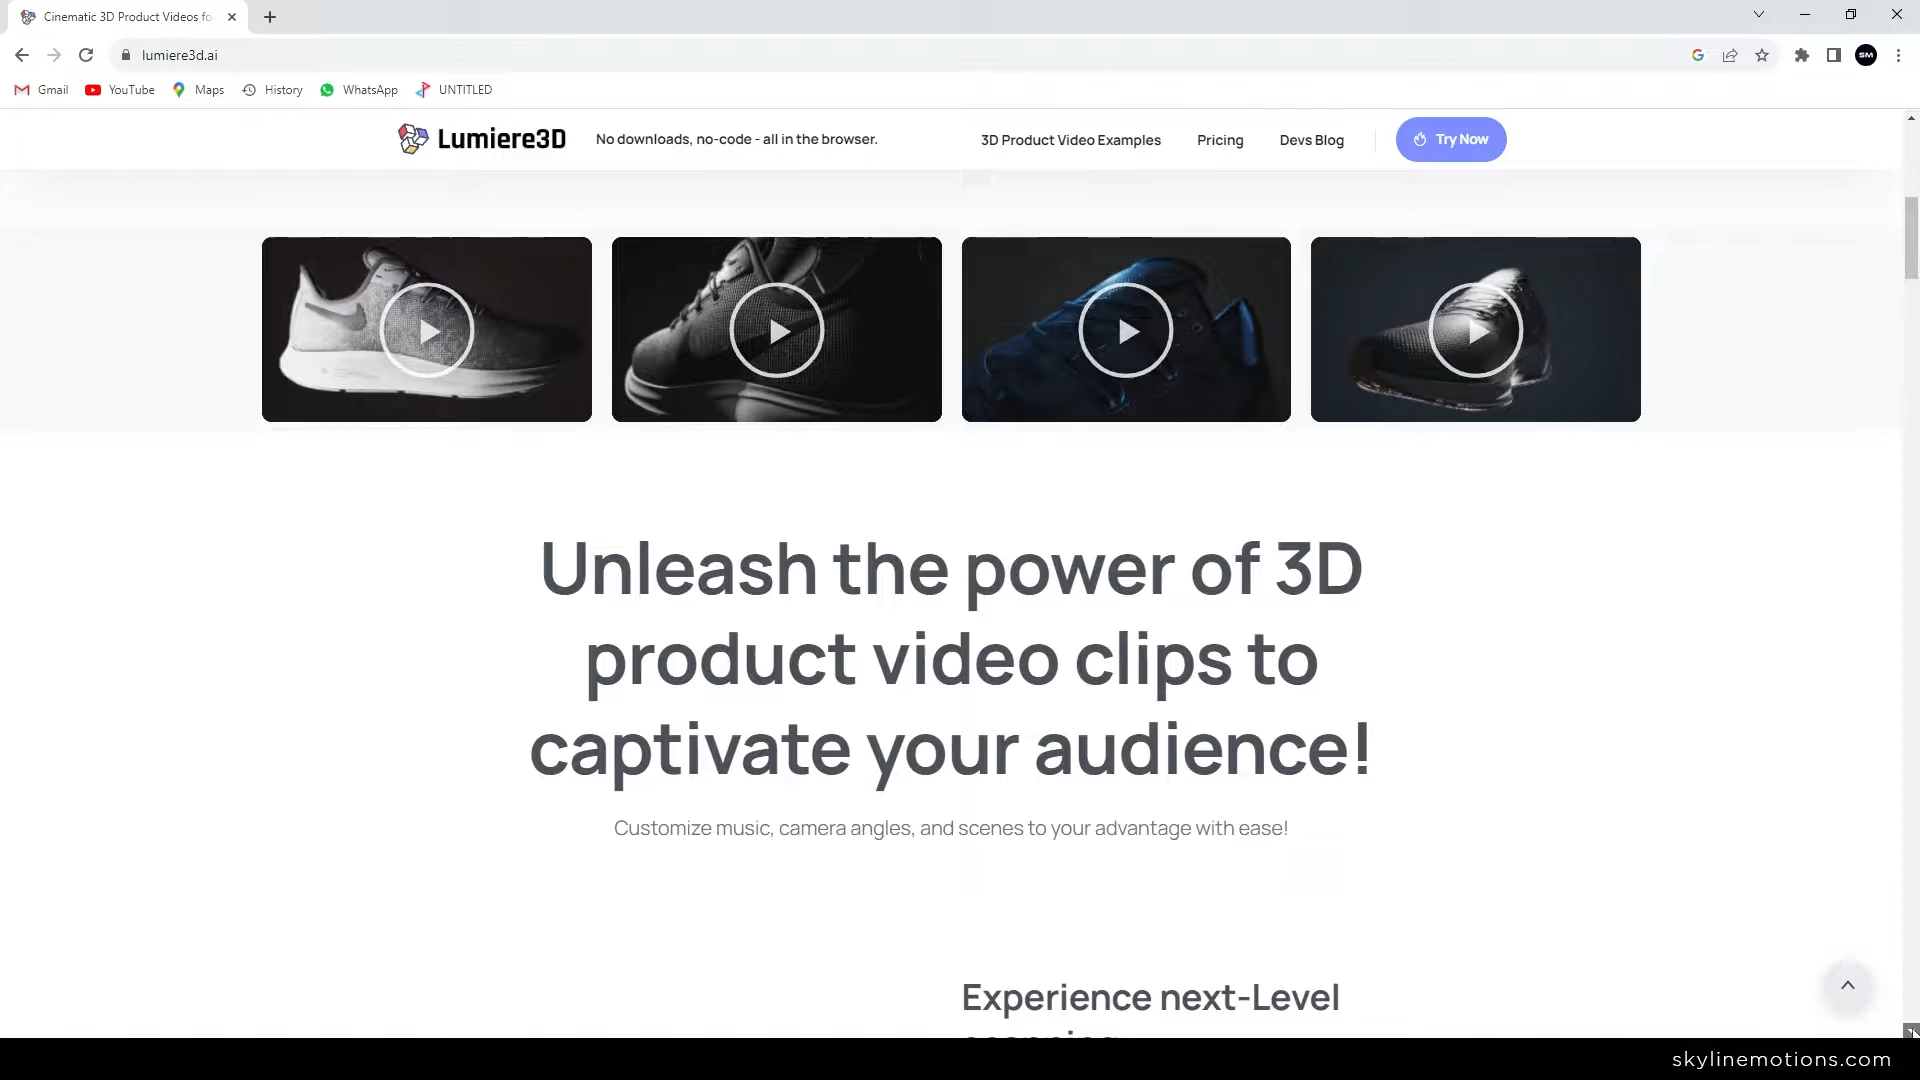 Cinematic 3D Product Videos fo
lumiere3d.ai
SM
Gmail
YouTube
Maps
History
WhatsApp
UNTITLED
Lumiere3D
No downloads, no-code - all in the browser.
3D Product Video Examples
Pricing
Devs Blog
Try Now
Unleash the power of 3D
product video clips to
captivate your audience!
Customize music, camera angles, and scenes to your advantage with ease!
Experience next-Level
scanning
skylinemotions.com